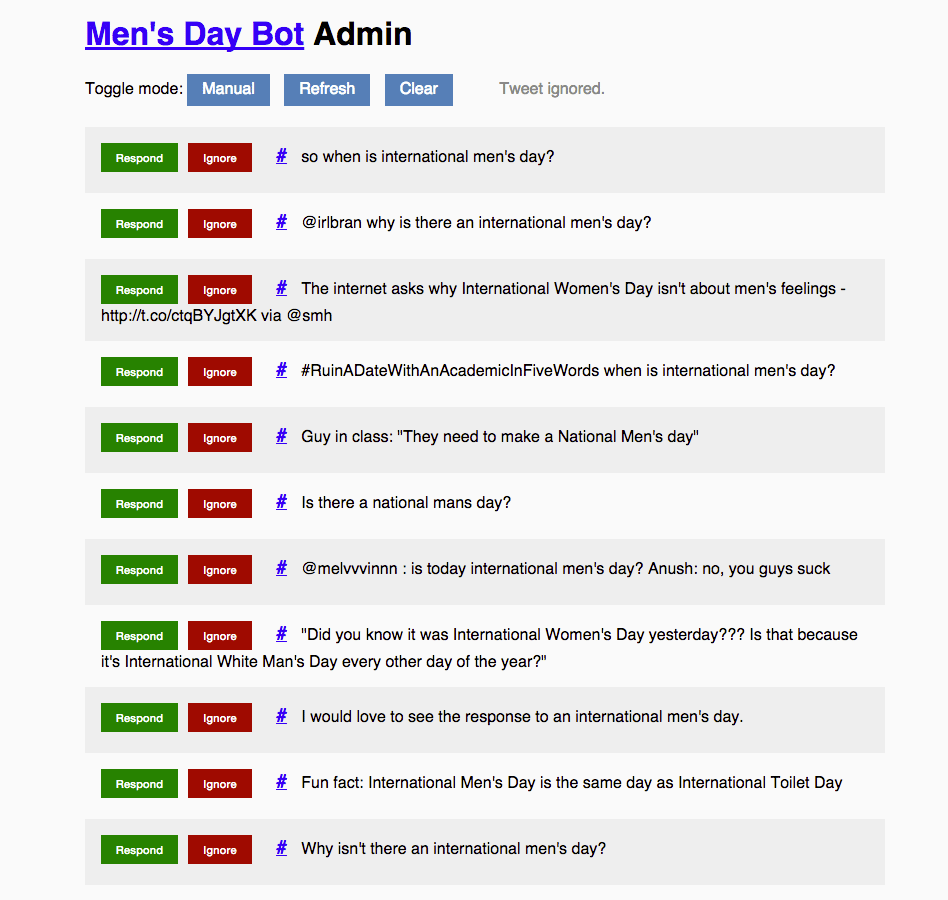 Men's Day Bot Admin
Toggle mode: Manual Refresh Clear Tweet ignored.
Respond Ignore # so when is international men's day?
Respond Ignore # @irlbran why is there an international men's day?
Respond Ignore # The internet asks why International Women's Day isn't about men's feelings -
http://t.co/ctqBYJgtXK via @smh
Respond Ignore # #RuinADateWithAnAcademicInFiveWords when is international men's day?
Respond Ignore # Guy in class: "They need to make a National Men's day"
Respond Ignore # Is there a national mans day?
Respond Ignore # @melvvvinnn : is today international men's day? Anush: no, you guys suck
Respond Ignore # "Did you know it was International Women's Day yesterday??? Is that because
it's International White Man's Day every other day of the year?"
Respond Ignore # I would love to see the response to an international men's day.
Respond Ignore # Fun fact: International Men's Day is the same day as International Toilet Day
Respond Ignore # Why isn't there an international men's day?